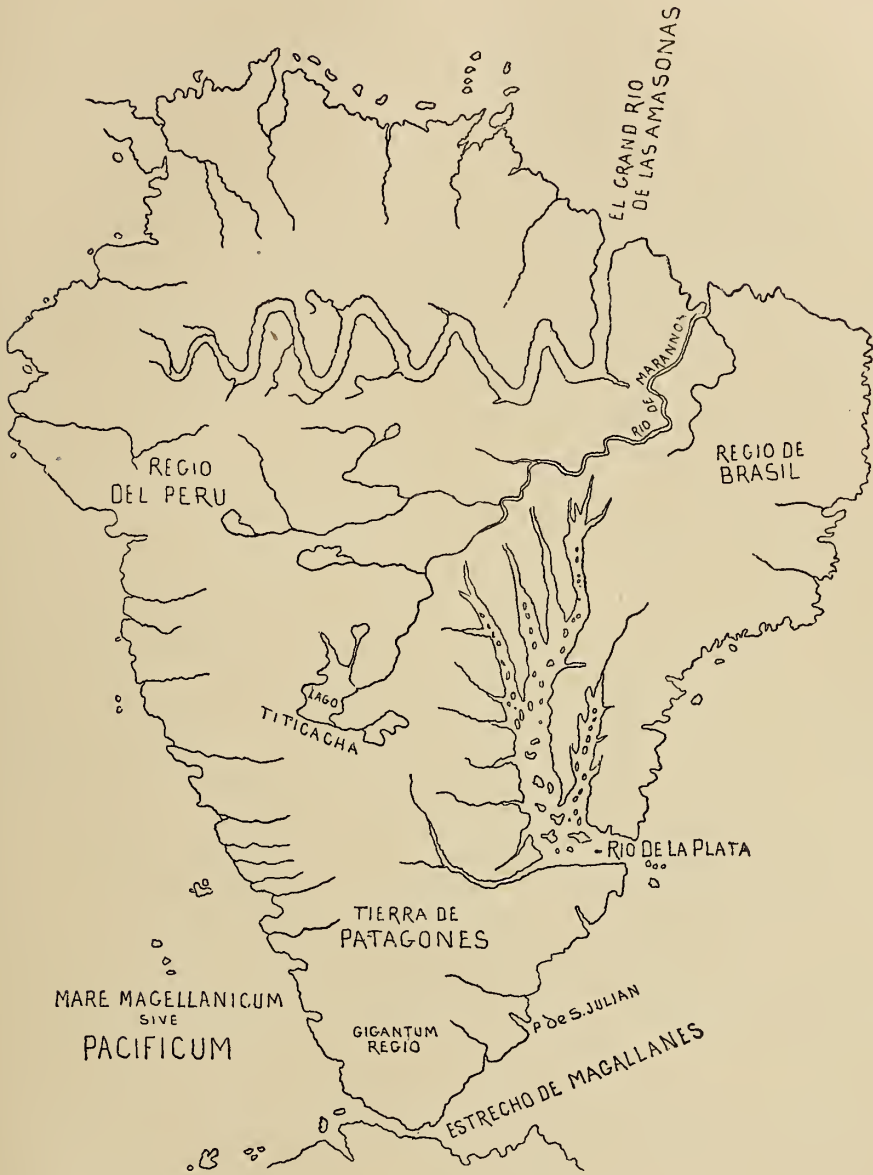 EL GRAND RIO
DE LAS AMASONAS
RIO DE MARANNO
REGIO DE
BRASIL
REGIO
DEL PERU
LAGO
TITICACHA
RIO DE LA PLATA
TIERRA DE
PATAGONES
MARE MAGELLANICUM
SIVE
PACIFICUM
GIGANTUM
REGIO
P de S. JULIAN
ESTRECHO DE MAGALLANES